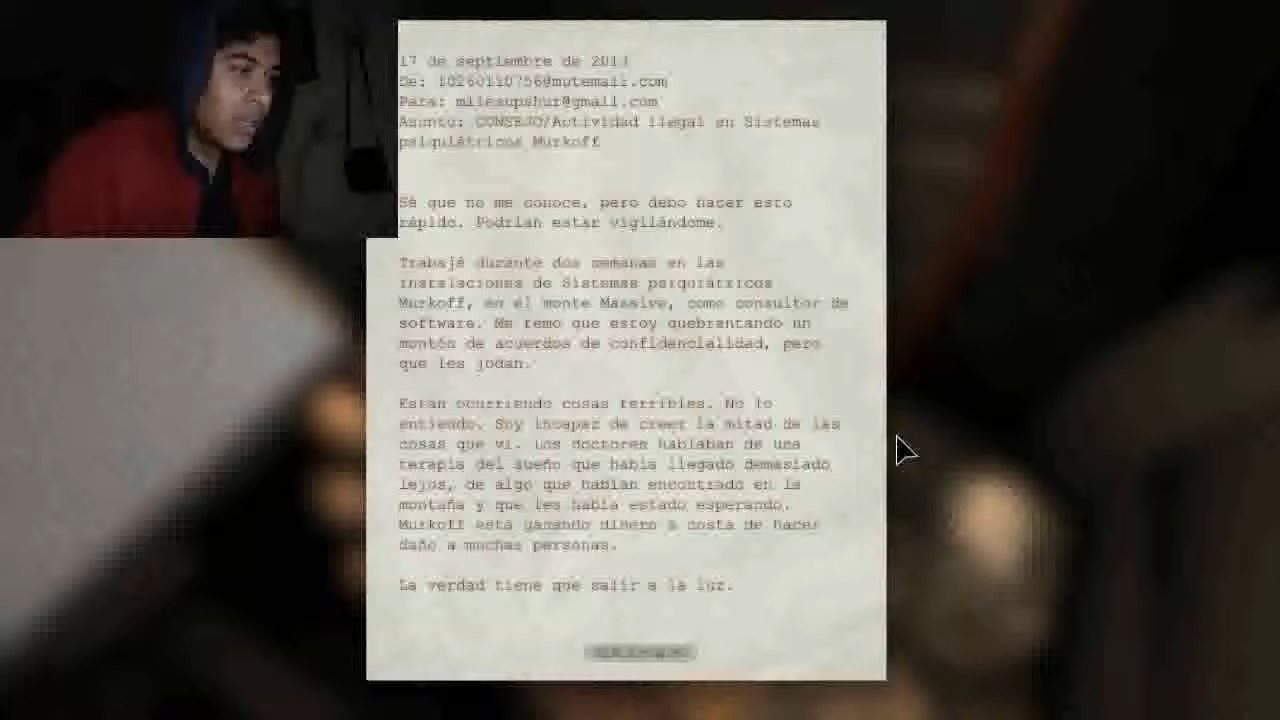 17 de septiembre de 2013
De: 10260110756@mutemail.com
Para: milesupshur@gmail.com
Asunto: CONSEJO/Actividad ilegal en Sistemas
psiquiátricos Murkoff
Sé que no me conoce, pero debo hacer esto
rápido. Podrían estar vigilándome.
Trabajé durante dos semanas en las
instalaciones de Sistemas psiquiátricos
Murkoff, en el monte Massive, como consultor de
software. Me temo que estoy quebrantando un
montón de acuerdos de confidencialidad, pero
que les jodan.
Están ocurriendo cosas terribles. No lo
entiendo. Soy incapaz de creer la mitad de las
cosas que vi. Los doctores hablaban de una
terapia del sueño que había llegado demasiado
lejos, de algo que habían encontrado en la
montaña y que les había estado esperando.
Murkoff está ganando dinero a costa de hacer
daño a muchas personas.
La verdad tiene que salir a la luz.